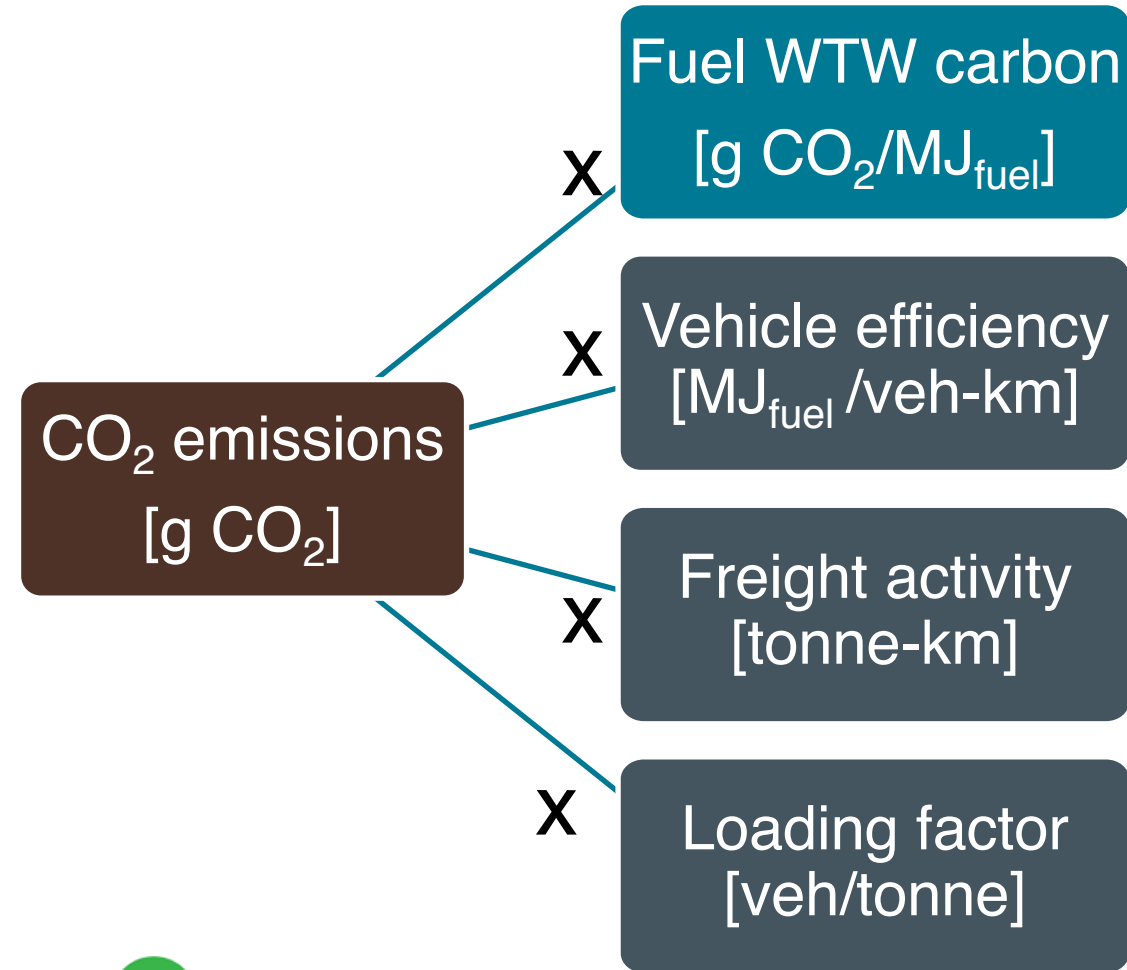 Fuel WTW carbon
[g CO₂/MJfuel]
X
Vehicle efficiency
[MJfuel /veh-km]
X
CO₂ emissions
[g CO₂]
Freight activity
[tonne-km]
X
Loading factor
[veh/tonne]
X